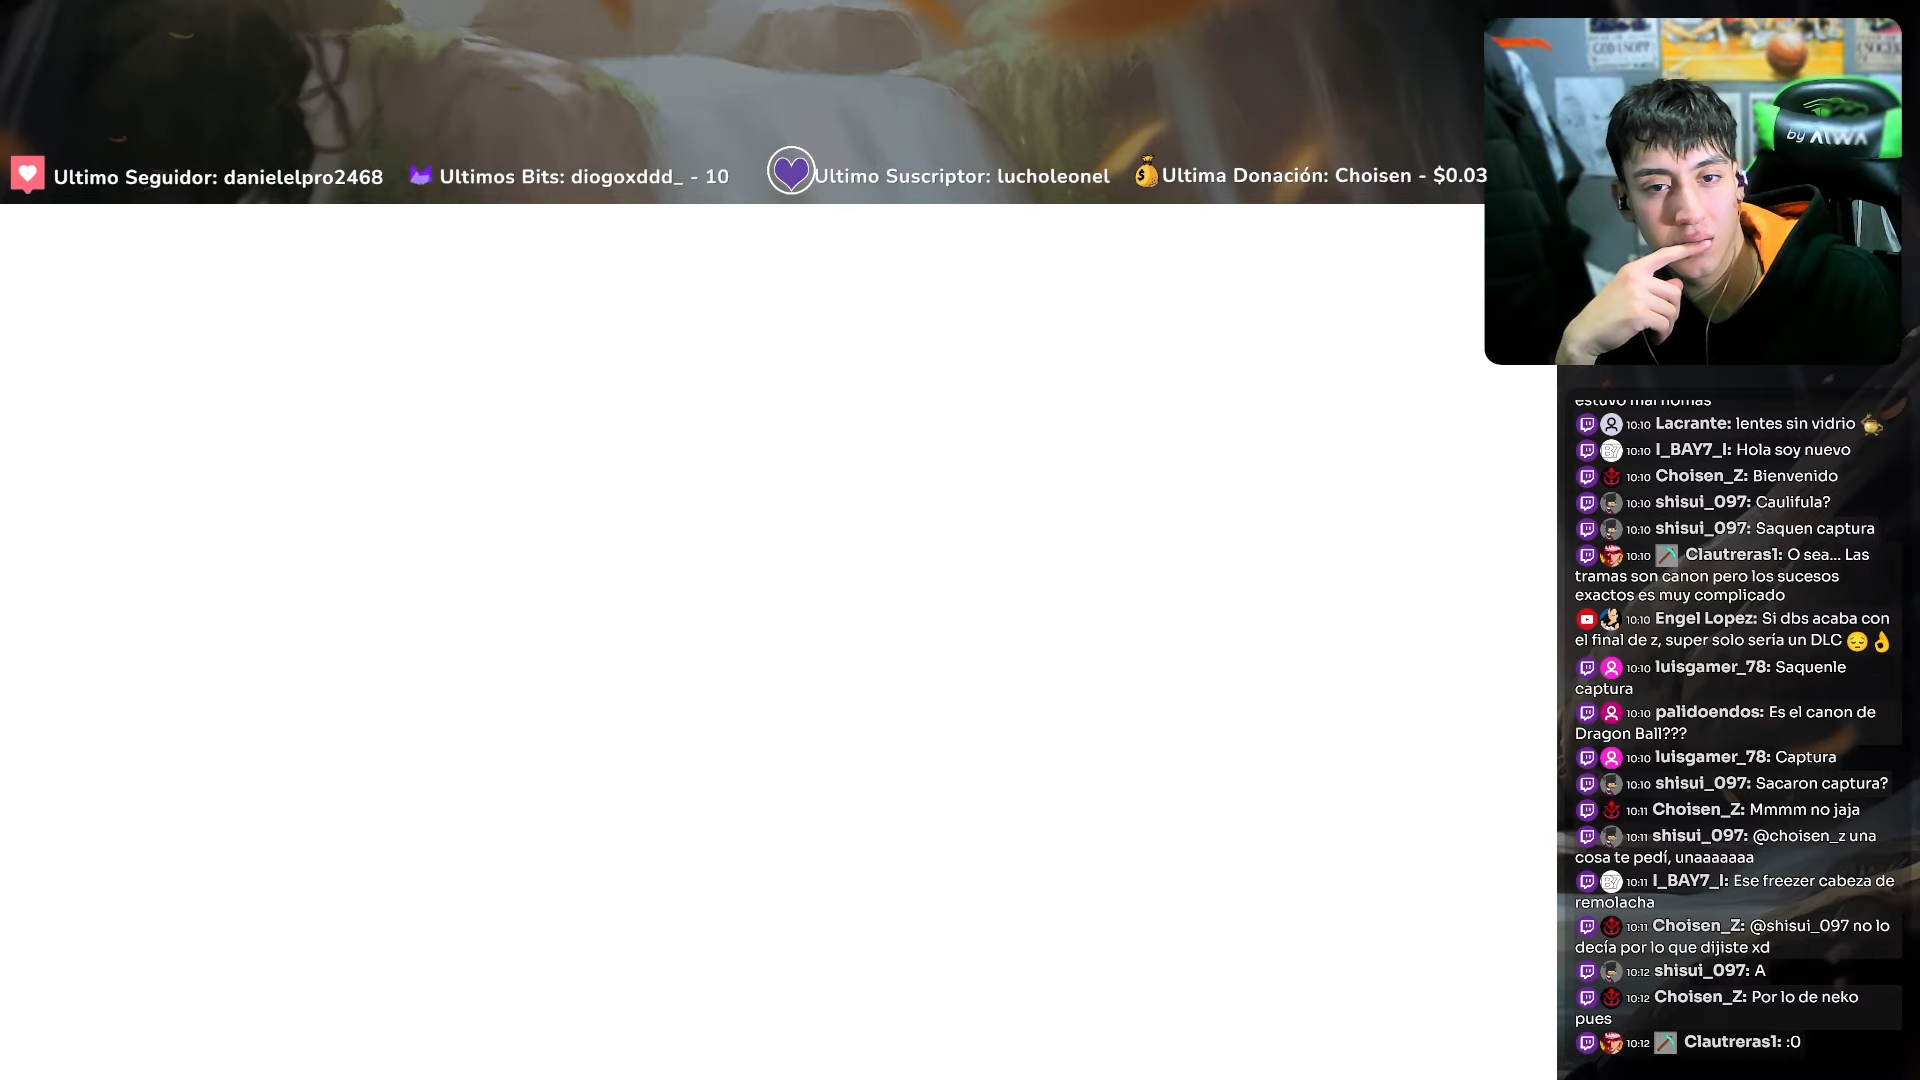 Ultimo Seguidor: danielelpro2468
Ultimos Bits: diogoxddd_ - 10
Ultimo Suscriptor: lucholeonel
Ultima Donación: Choisen - $0.03
by AIWA
estuvo mal nomas
10:10 Lacrante: lentes sin vidrio
10:10 I_BAY7_I: Hola soy nuevo
10:10 Choisen_Z: Bienvenido
10:10 shisui_097: Caulifula?
10:10 shisui_097: Saquen captura
10:10 Clautreras1: O sea... Las
tramas son canon pero los sucesos
exactos es muy complicado
10:10 Engel Lopez: Si dbs acaba con
el final de z, super solo sería un DLC 😔 👌
10:10 luisgamer_78: Saquenle
captura
10:10 palidoendos: Es el canon de
Dragon Ball???
10:10 luisgamer_78: Captura
10:10 shisui_097: Sacaron captura?
10:11 Choisen_Z: Mmmm no jaja
10:11 shisui_097: @choisen_z una
cosa te pedí, unaaaaaaa
10:11 I_BAY7_I: Ese freezer cabeza de
remolacha
10:11 Choisen_Z: @shisui_097 no lo
decía por lo que dijiste xd
10:12 shisui_097: A
10:12 Choisen_Z: Por lo de neko
pues
10:12 Clautreras1: :0